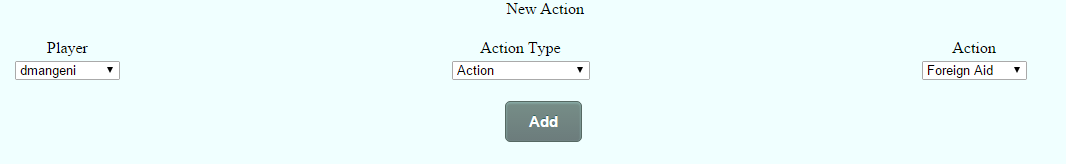 New Action
Player Action Type Action
dmangeni Action Foreign Aid
Add